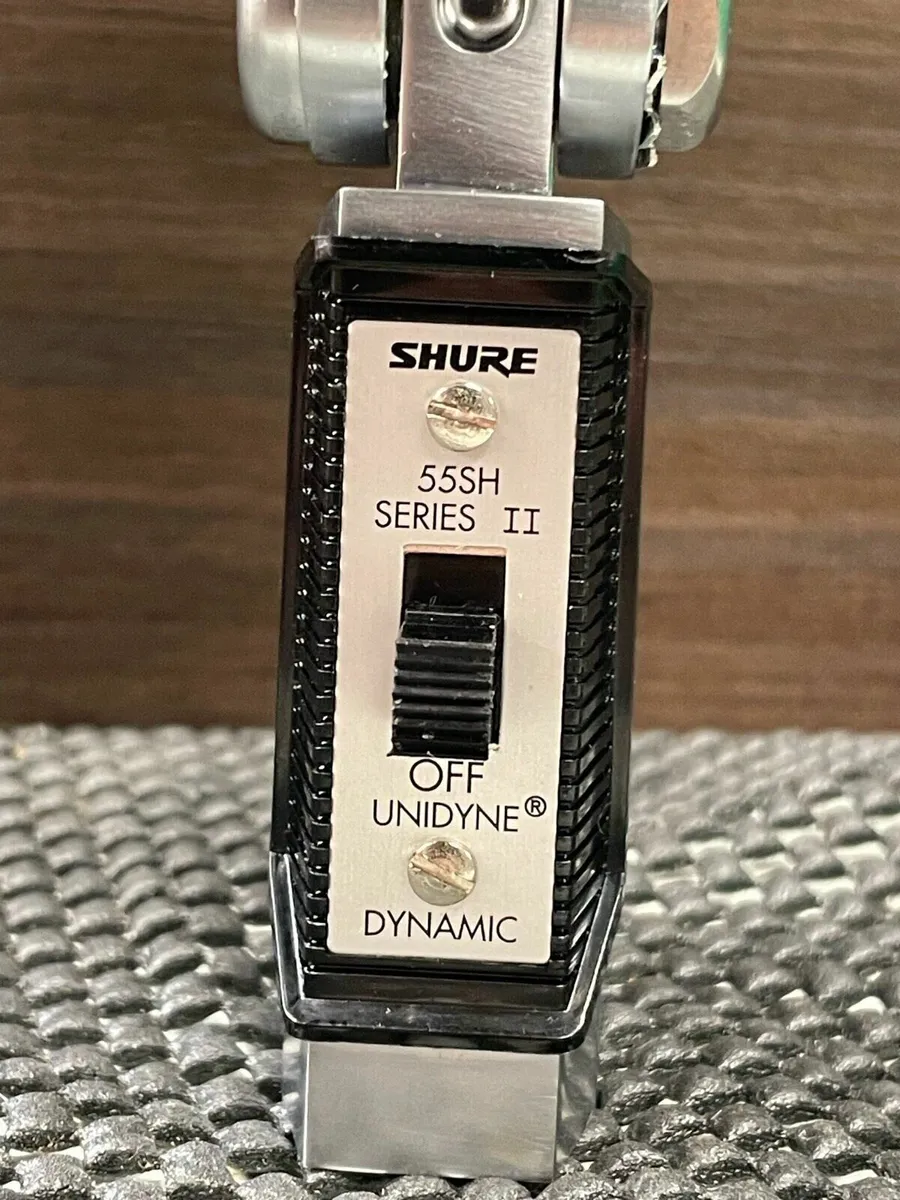 SHURE
55SH
SERIES II
OFF
UNIDYNE®
DYNAMIC